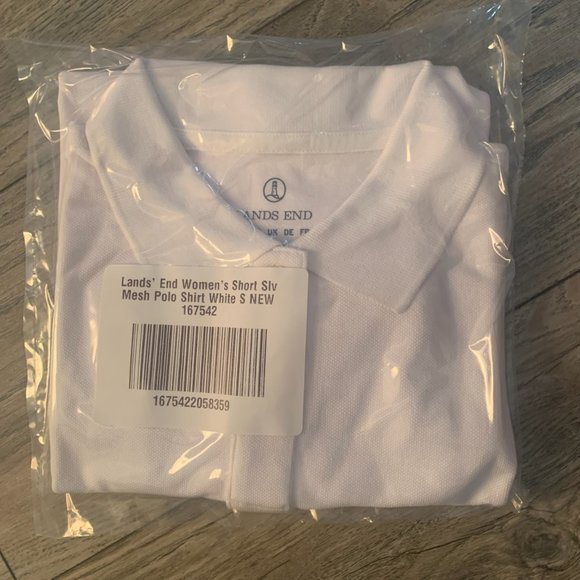 LANDS END
UK DE FR
Lands' End Women's Short Slv
Mesh Polo Shirt White S NEW
167542
1675422058359